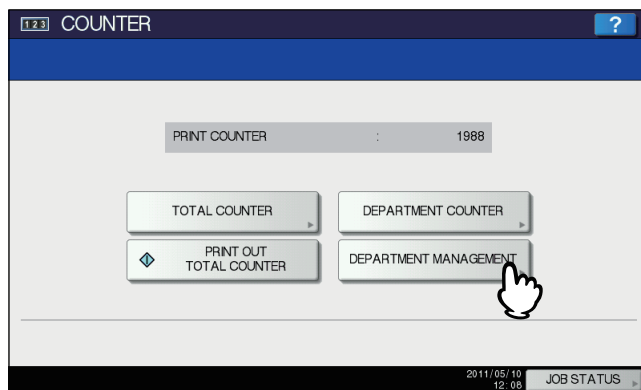 123 COUNTER ?
PRINT COUNTER : 1988
TOTAL COUNTER
DEPARTMENT COUNTER
PRINT OUT
TOTAL COUNTER
DEPARTMENT MANAGEMENT
2011/05/10
12:08
JOB STATUS